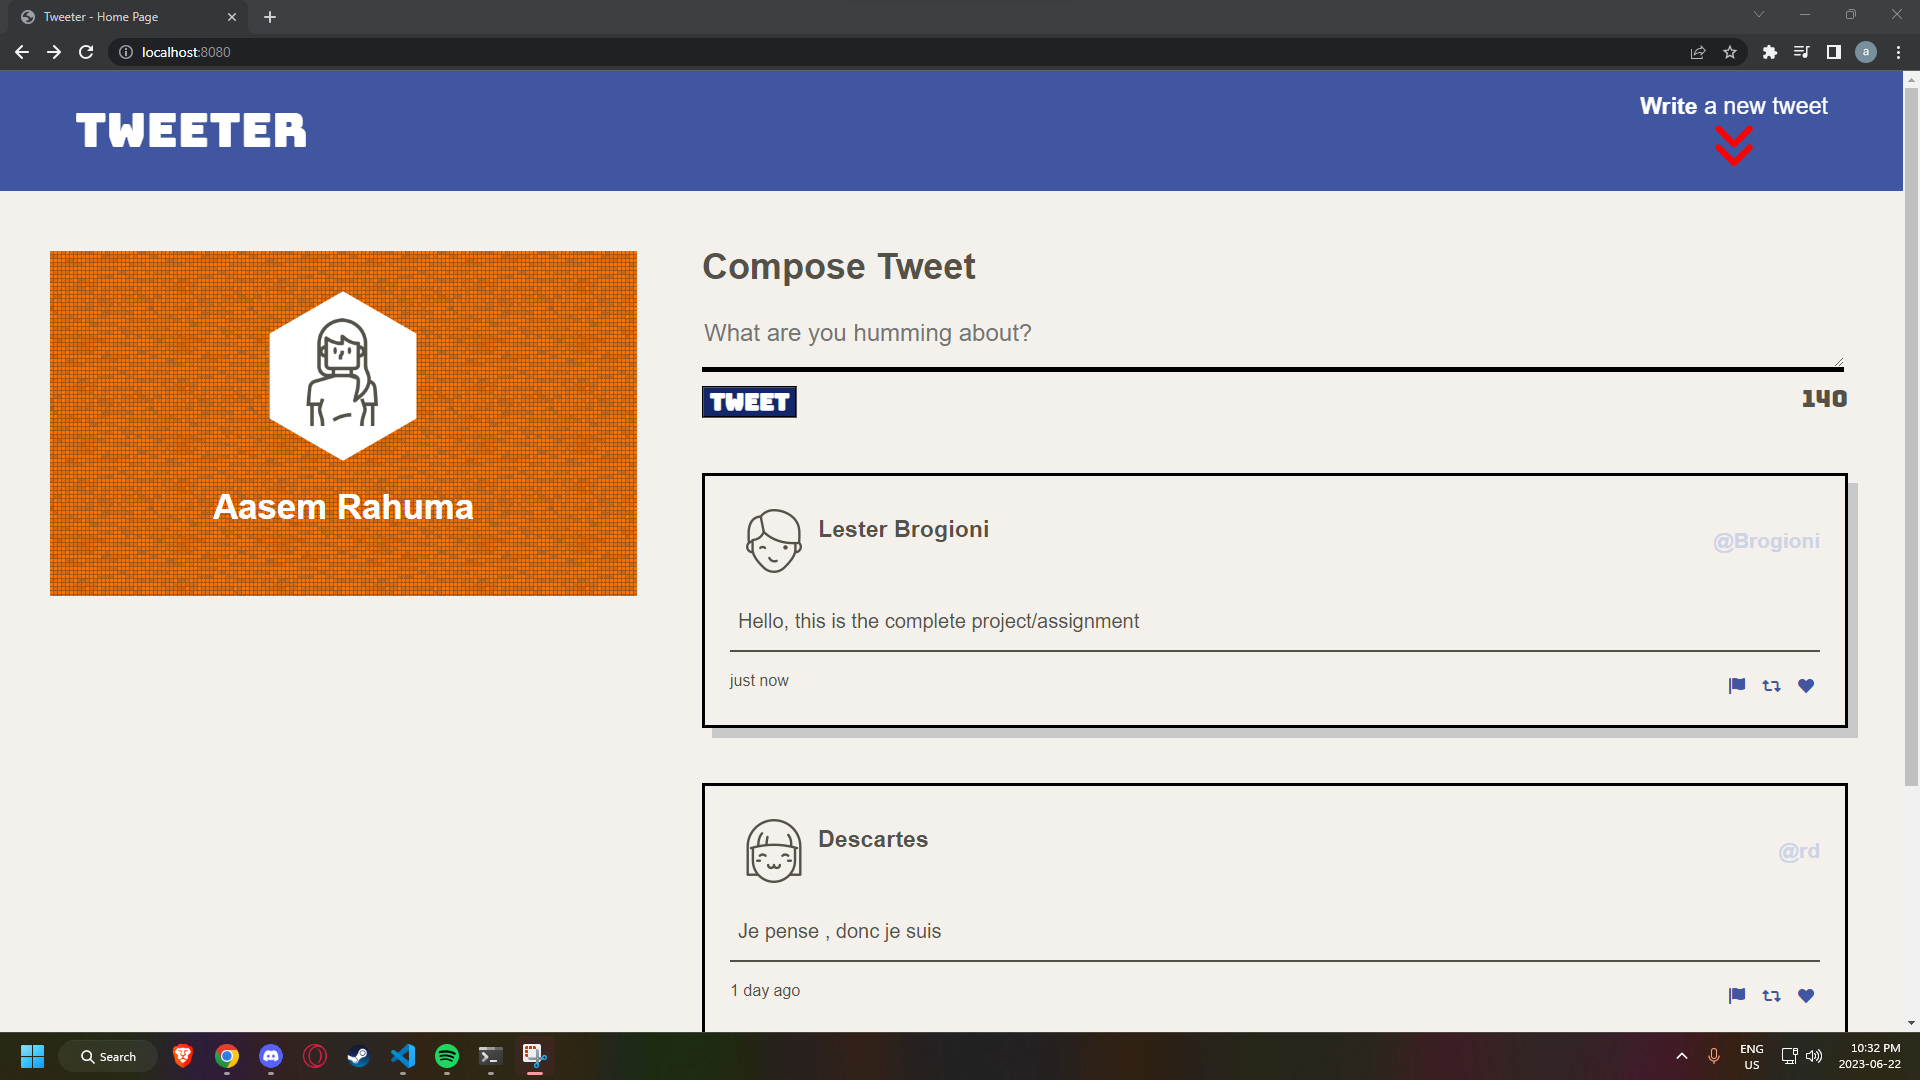 Tweeter - Home Page
localhost:8080
a
TWEETER
Write a new tweet
Aasem Rahuma
Compose Tweet
What are you humming about?
TWEET
140
Lester Brogioni
@Brogioni
Hello, this is the complete project/assignment
just now
Descartes
@rd
Je pense , donc je suis
1 day ago
Search
ENG
US
10:32 PM
2023-06-22